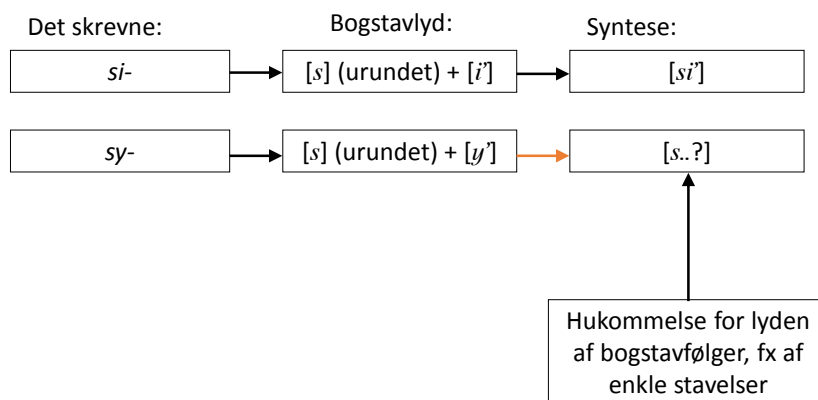 Det skrevne: Bogstavlyd: Syntese:
si- [s] (urundet) + [i’] [si’]
sy- [s] (urundet) + [y’] [s..?]
Hukommelse for lyden
af bogstavfølger, fx af
enkle stavelser